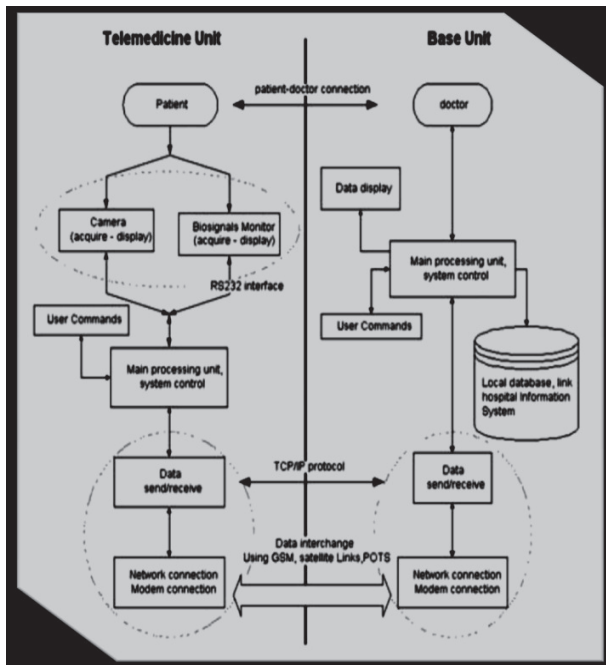 Telemedicine Unit
Base Unit
Patient
patient-doctor connection
doctor
Data display
Camera
(acquire - display)
Biosignals Monitor
(acquire - display)
RS232 interface
Main processing unit,
system control
User Commands
User Commands
Main processing unit,
system control
Local database, link
hospital Information
System
Data
send/receive
TCP/IP protocol
Data
send/receive
Data interchange
Using GSM, satellite Links,POTS
Network connection
Modem connection
Network connection
Modem connection